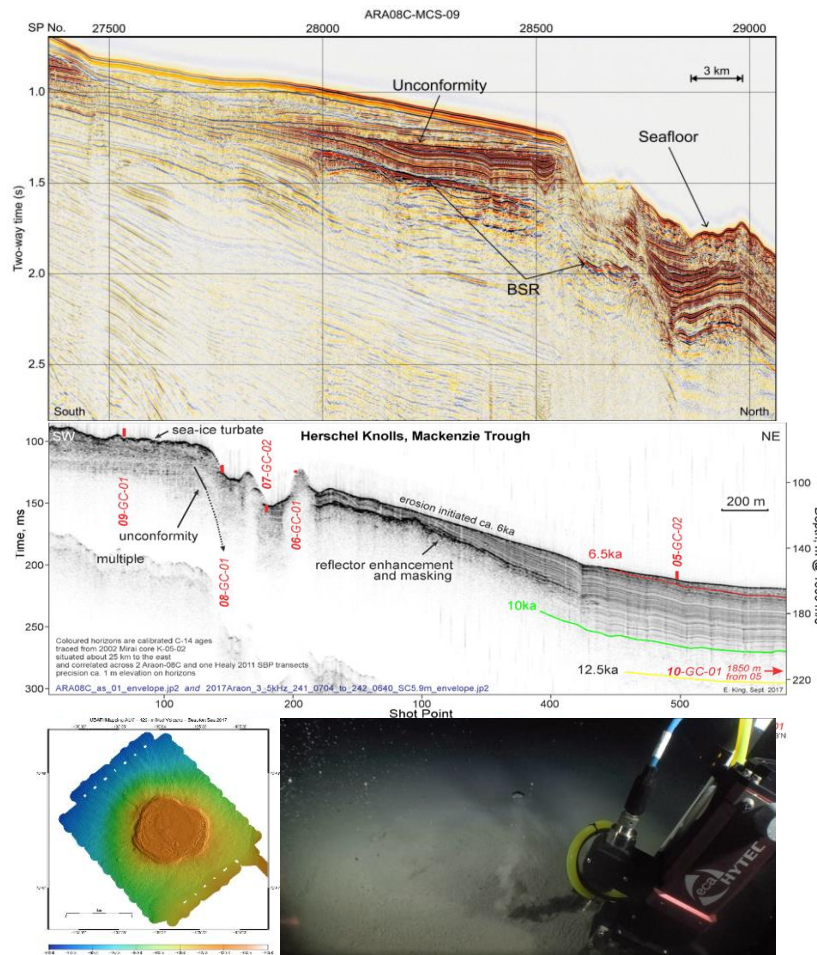 ARA08C-MCS-09
SP No. 27500 28000 28500 29000
3 km
Unconformity
Seafloor
1.0
1.5
Two-way time (s)
2.0
BSR
2.5
South North
SW Herschel Knolls, Mackenzie Trough NE
sea-ice turbate
100
07-GC-02
100
09-GC-01
200 m
erosion initiated ca. 6ka
Time, ms
150
06-GC-01
05-GC-02
unconformity
6.5ka
150
reflector enhancement
and masking
multiple
200
08-GC-01
10ka
180
250
Coloured horizons are calibrated C-14 ages
traced from 2002 Mirai core K-05-02
situated about 25 km to the east
and correlated across 2 Araon-08C and one Healy 2011 SBP transects
precision ca. 1 m elevation on horizons
12.5ka
10-GC-01 1850 m
from 05
220
300
ARA08C_as_01_envelope.jp2 and 2017Araon_3_5kHz_241_0704_to_242_0640_SC5.9m_envelope.jp2
E. King, Sept. 2017
100 200 300 400 500
Shot Point
eca
HYTEC